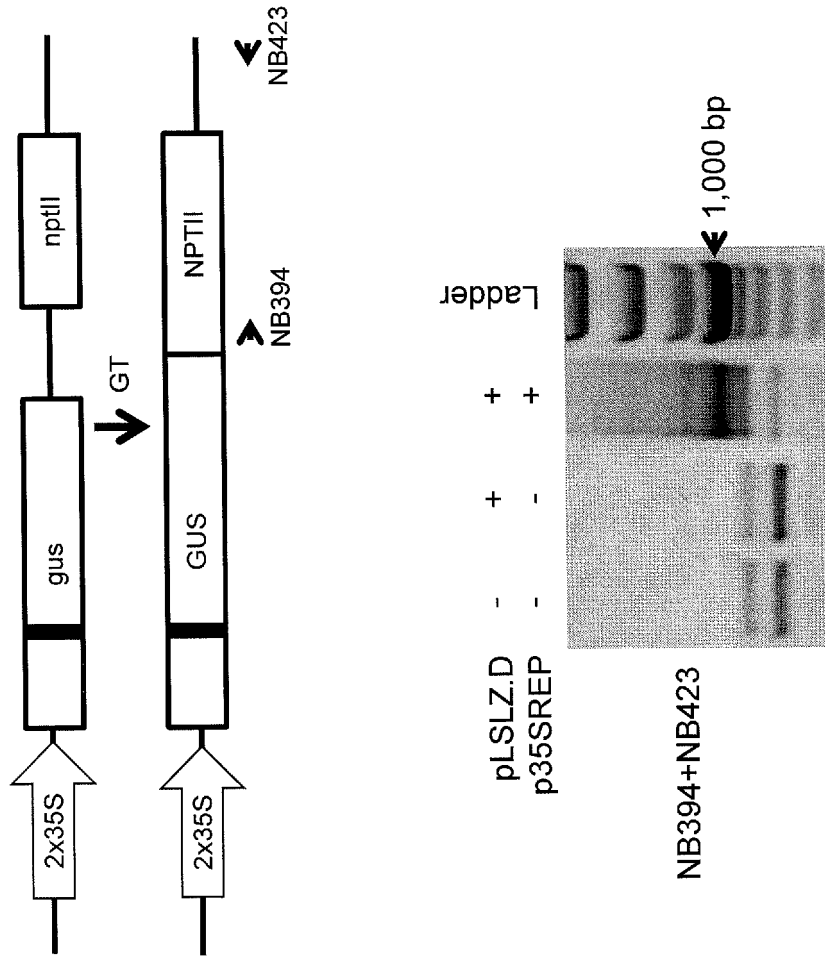 2x35S gus nptII
GT
2x35S GUS NPTII
NB394 NB423
pLSLZ.D - + +
p35SREP - - + Ladder
NB394+NB423
1,000 bp